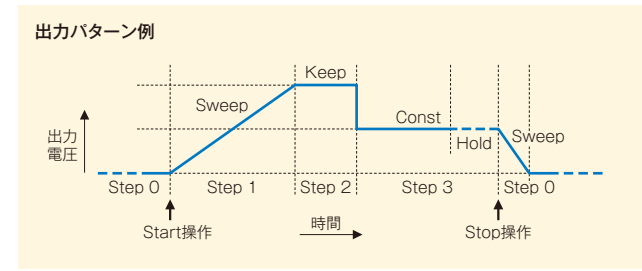 出力パターン例
Keep
Sweep
Const
出力
電圧
Hold
Sweep
Step 0
Step 1
Step 2
Step 3
Step 0
時間
Start操作
Stop操作